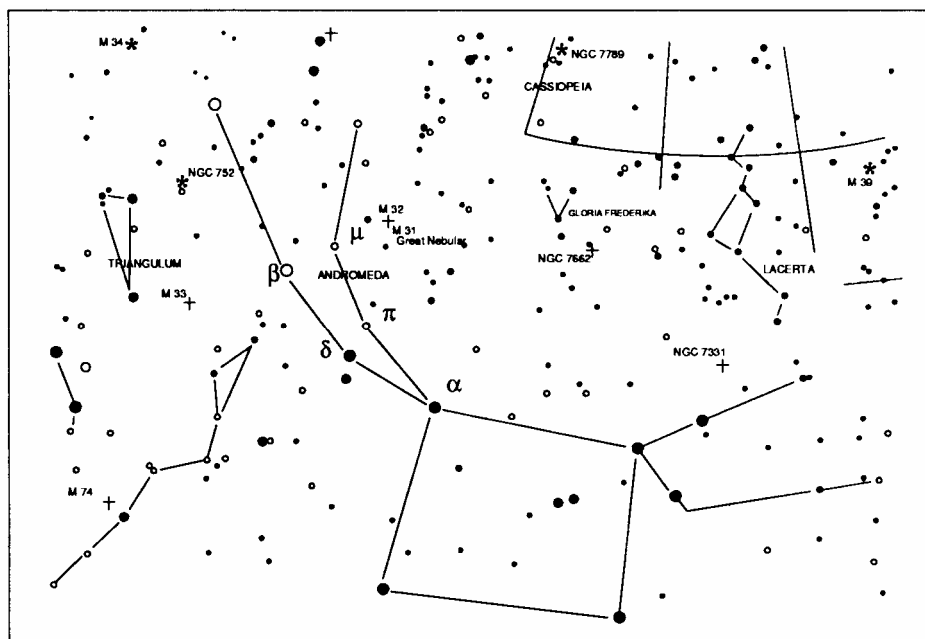 M 34
NGC 7789
CASSIOPEIA
NGC 752
M 39
M 32
GLORIA FREDERIKA
μ
M 31
Great Nebular
NGC 7662
TRIANGULUM
β
ANDROMEDA
LACERTA
M 33
π
δ
NGC 7331
α
M 74